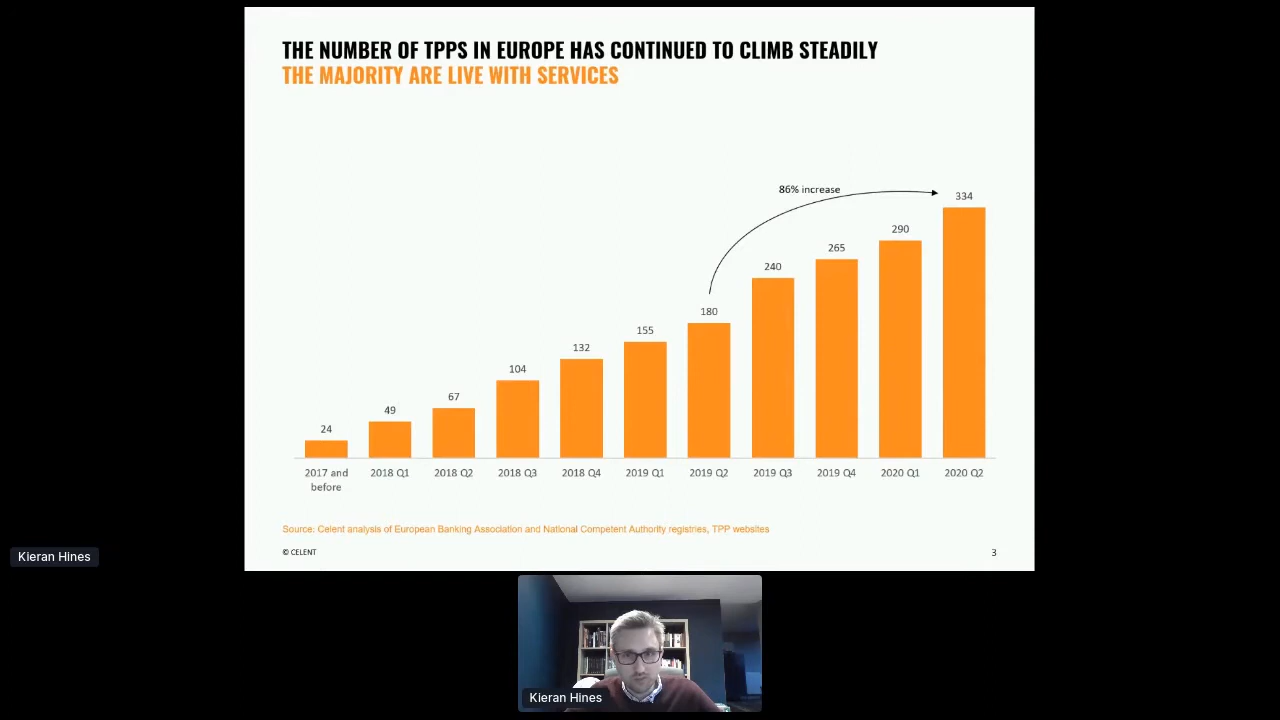 THE NUMBER OF TPPS IN EUROPE HAS CONTINUED TO CLIMB STEADILY
THE MAJORITY ARE LIVE WITH SERVICES
86% increase
24
49
67
104
132
155
180
240
265
290
334
2017 and
before
2018 Q1
2018 Q2
2018 Q3
2018 Q4
2019 Q1
2019 Q2
2019 Q3
2019 Q4
2020 Q1
2020 Q2
Source: Celent analysis of European Banking Association and National Competent Authority registries, TPP websites
© CELENT
3
Kieran Hines
Kieran Hines